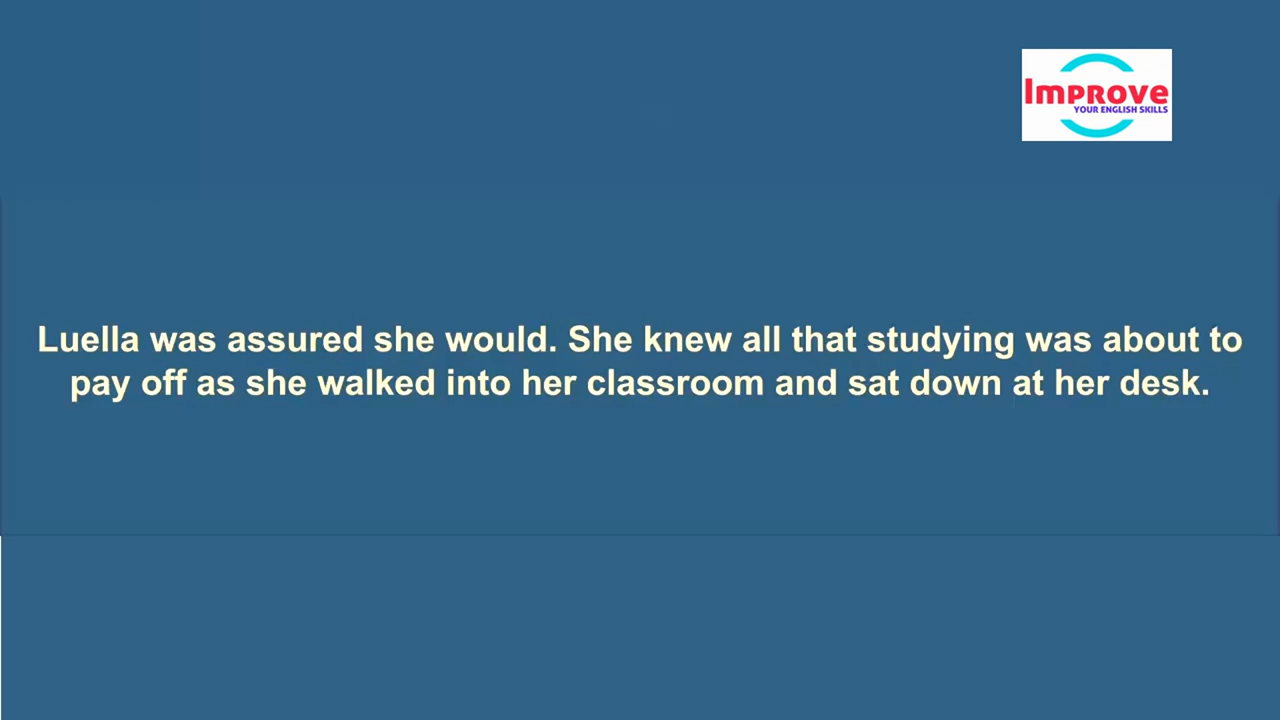 Improve
YOUR ENGLISH SKILLS
Luella was assured she would. She knew all that studying was about to
pay off as she walked into her classroom and sat down at her desk.